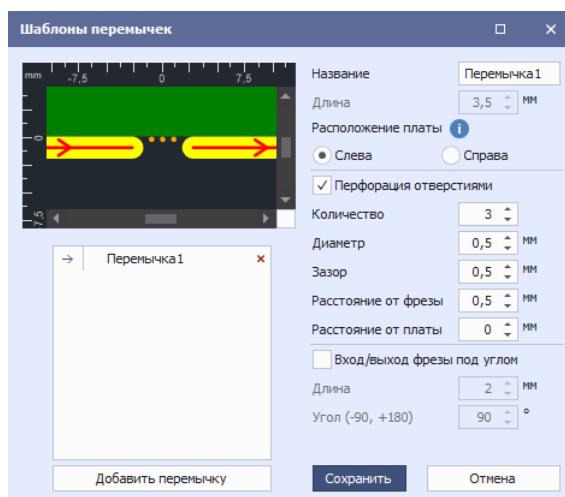 Шаблоны перемычек
mm -7,5 0 7,5
0
7,5
Название Перемычка1
Длина 3,5 мм
Расположение платы i
Слева Справа
Перфорация отверстиями
Количество 3
Диаметр 0,5 мм
Зазор 0,5 мм
Расстояние от фрезы 0,5 мм
Расстояние от платы 0 мм
Вход/выход фрезы под углом
Длина 2 мм
Угол (-90, +180) 90 °
→ Перемычка1 ×
Добавить перемычку
Сохранить Отмена